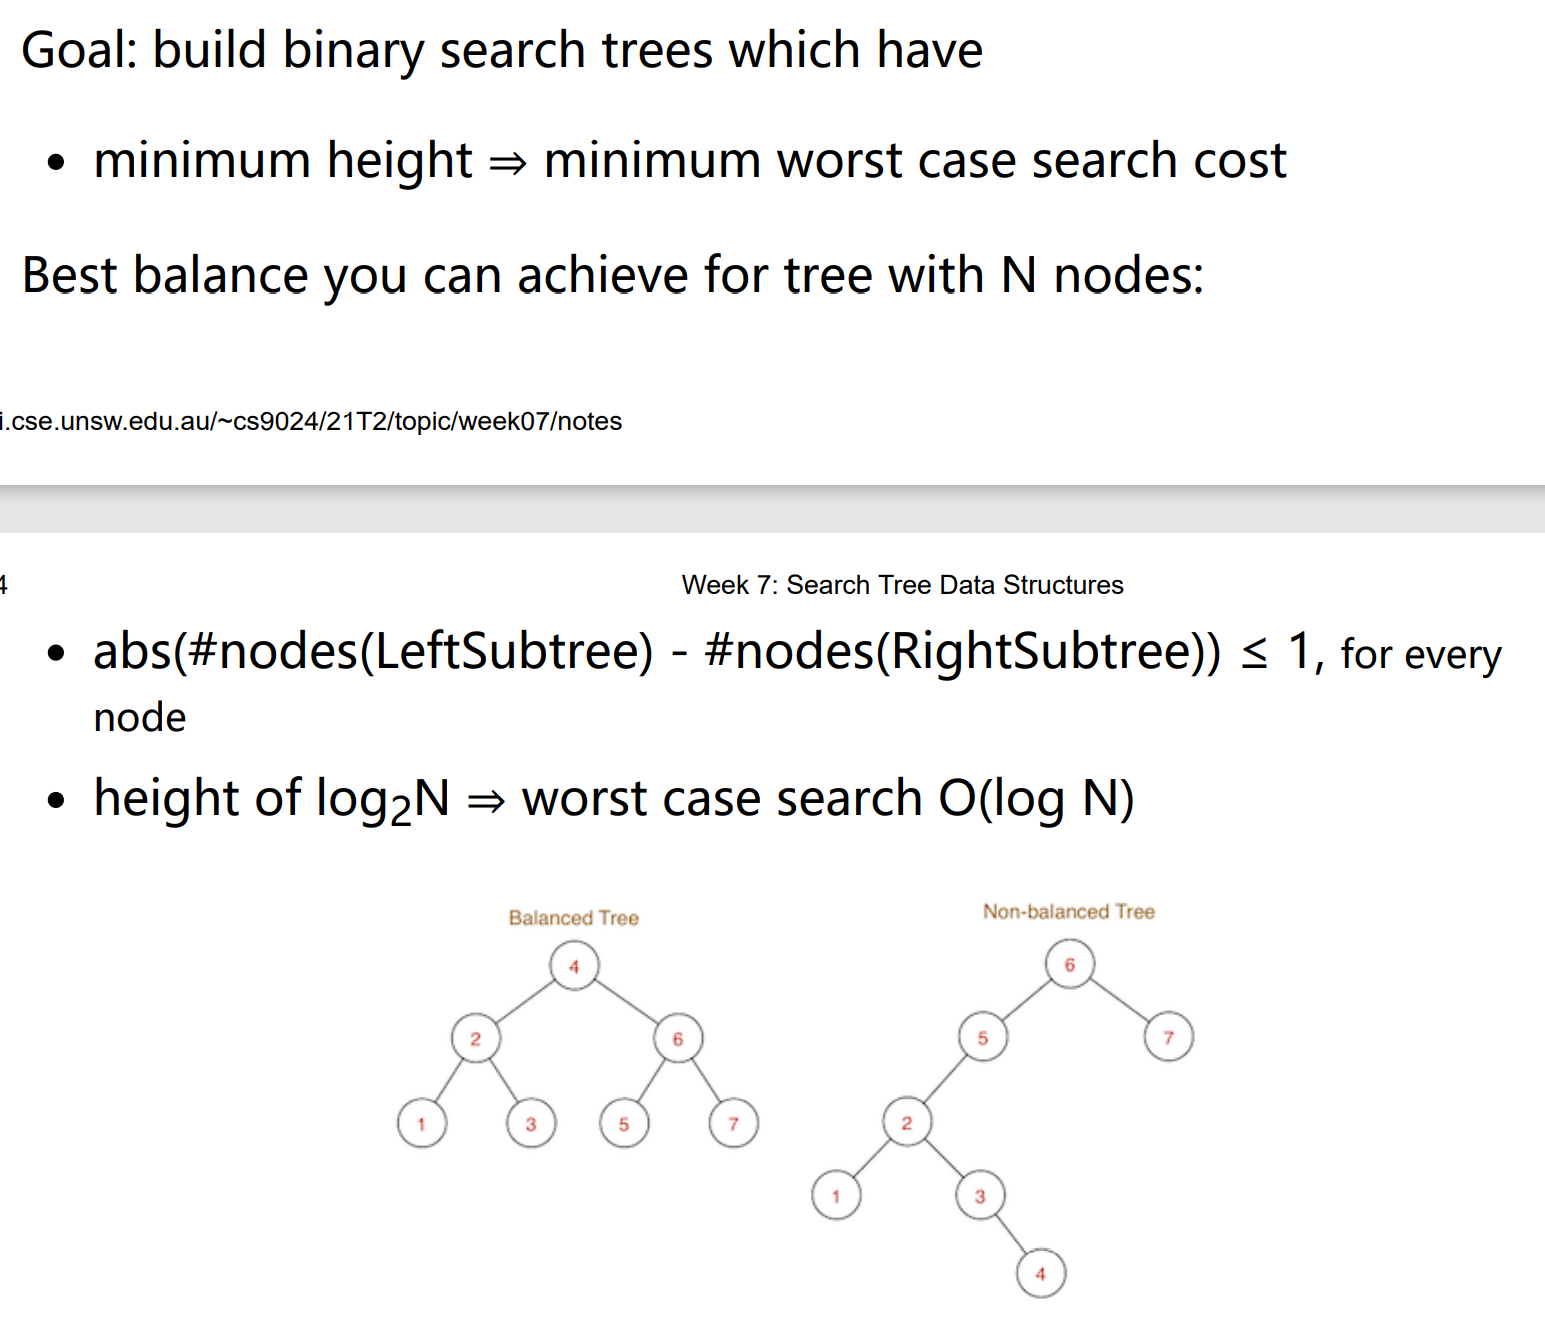 Goal: build binary search trees which have
• minimum height ⇒ minimum worst case search cost
Best balance you can achieve for tree with N nodes:
i.cse.unsw.edu.au/~cs9024/21T2/topic/week07/notes
4
Week 7: Search Tree Data Structures
• abs(#nodes(LeftSubtree) - #nodes(RightSubtree)) ≤ 1, for every
node
• height of log₂N ⇒ worst case search O(log N)
Balanced Tree
Non-balanced Tree
4
2
6
1
3
5
7
6
5
7
2
1
3
4